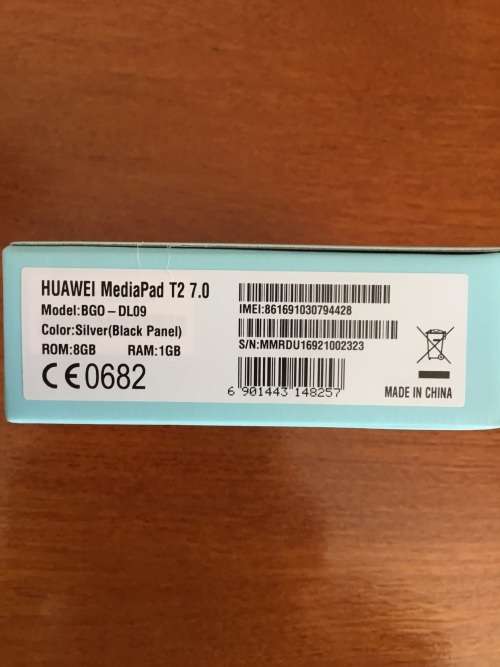 HUAWEI MediaPad T2 7.0
Model:BGO-DL09
Color:Silver(Black Panel)
ROM:8GB RAM:1GB
CE0682
IMEI:861691030794428
S/N:MMRDU16921002323
6 901443 148257
MADE IN CHINA